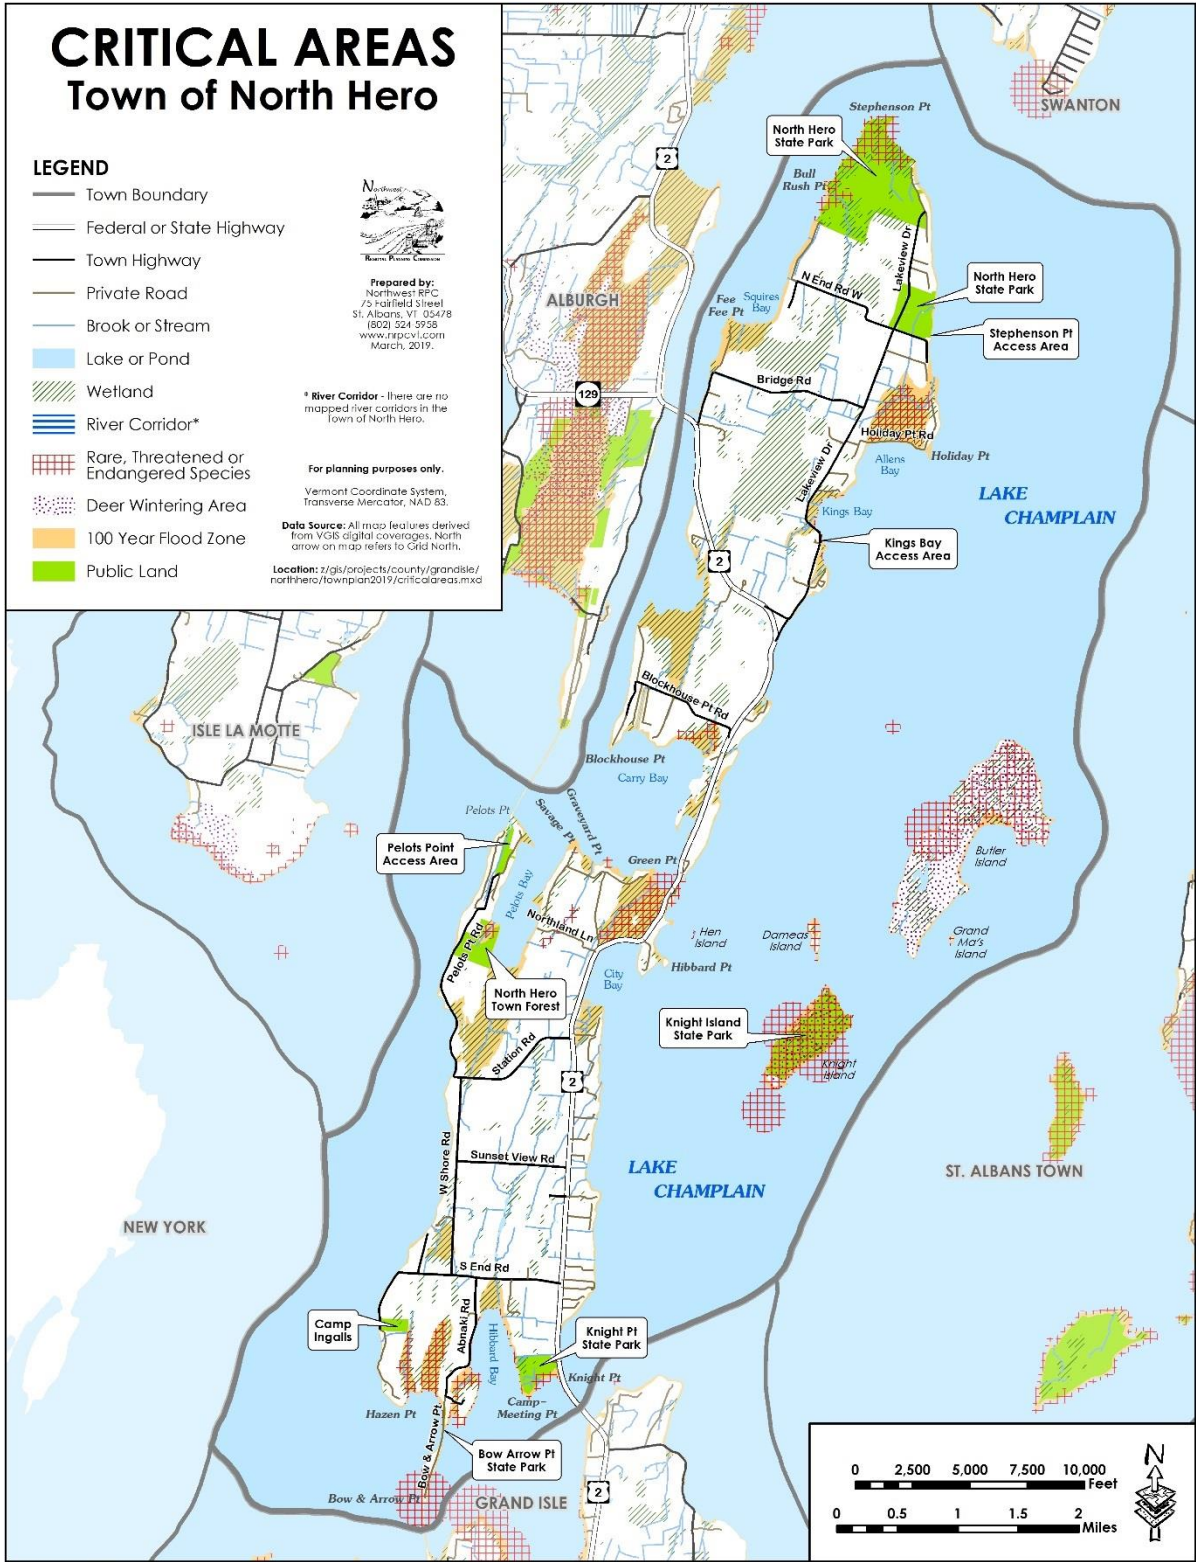 CRITICAL AREAS
Town of North Hero
LEGEND
Town Boundary
Federal or State Highway
Town Highway
Private Road
Brook or Stream
Lake or Pond
Wetland
River Corridor*
Rare, Threatened or
Endangered Species
Deer Wintering Area
100 Year Flood Zone
Public Land
Northwest
REGIONAL PLANNING COMMISSION
Prepared by:
Northwest RPC
75 Fairfield Street
St. Albans, VT 05478
(802) 524-5958
www.nrpcvt.com
March, 2019.
* River Corridor - there are no
mapped river corridors in the
town of North Hero.
For planning purposes only.
Vermont Coordinate System,
Transverse Mercator, NAD 83.
Data Source: All map features derived
from VGIS digital coverages. North
arrow on map refers to Grid North.
Location: z/gis/projects/county/grandisle/
northhero/townplan2019/criticalareas.mxd
SWANTON
Stephenson Pt
North Hero
State Park
2
Bull
Rush Pt
Lakeview Dr
North Hero
State Park
N End Rd W
ALBURGH
Fee
Fee Pt
Squires
Bay
Stephenson Pt
Access Area
129
Bridge Rd
Holiday Pt Rd
Holiday Pt
Allens
Bay
Lakeview Dr
LAKE
CHAMPLAIN
Kings Bay
Kings Bay
Access Area
2
Blockhouse Pt Rd
ISLE LA MOTTE
Blockhouse Pt
Carry Bay
Pelots Pt
Savage Pt
Graveyard Pt
Pelots Point
Access Area
Green Pt
Butler
Island
Pelots Bay
Northland Ln
Pelots Pt Rd
Hen
Island
Dameas
Island
Grand
Ma's
Island
Hibbard Pt
City
Bay
North Hero
Town Forest
Knight Island
State Park
Station Rd
Knight
Island
2
W Shore Rd
Sunset View Rd
LAKE
CHAMPLAIN
ST. ALBANS TOWN
NEW YORK
S End Rd
Abnaki Rd
Camp
Ingalls
Hibbard Bay
Knight Pt
State Park
Knight Pt
Hazen Pt
Camp-
Meeting Pt
Bow & Arrow Pt
Bow Arrow Pt
State Park
Bow & Arrow Pt
GRAND ISLE
2
N
0 2,500 5,000 7,500 10,000
Feet
0 0.5 1 1.5 2
Miles